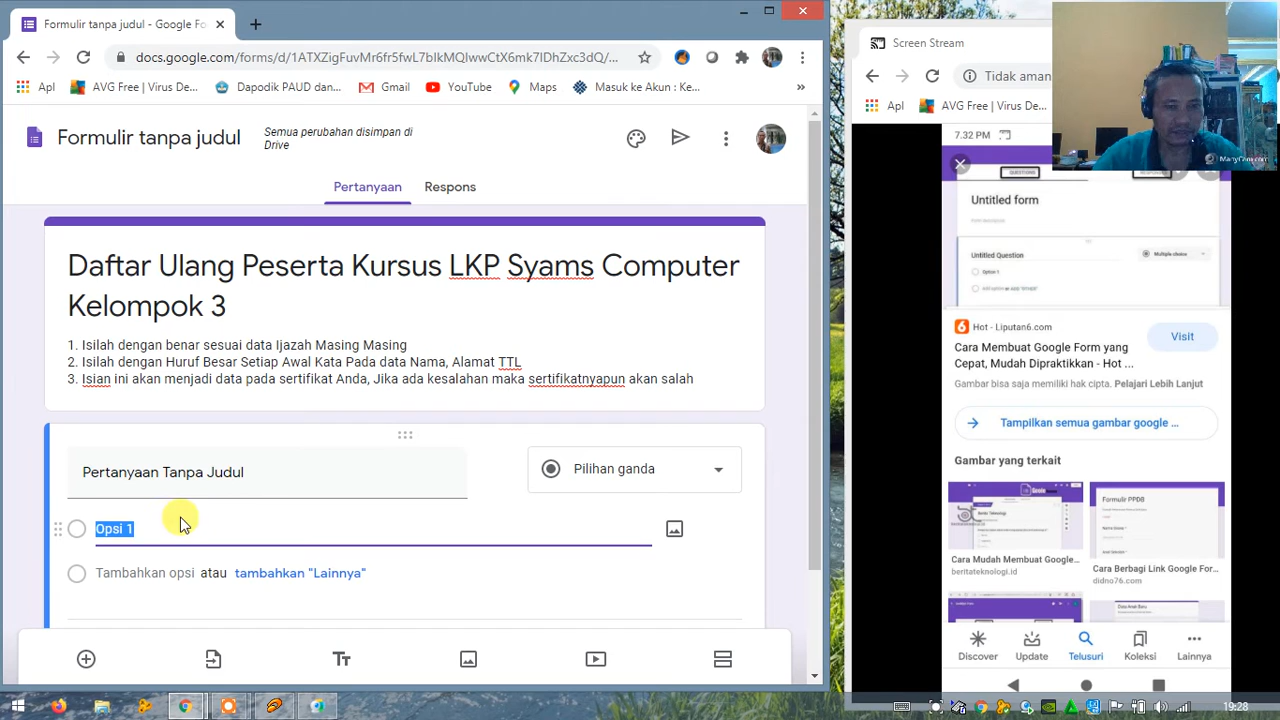 Formulir tanpa judul - Google Fo
docs.google.com/forms/d/
Apl
AVG Free | Virus De...
Dapodik PAUD dan...
Gmail
YouTube
Maps
Masuk ke Akun : Ke...
»
Formulir tanpa judul
Semua perubahan disimpan di
Drive
Pertanyaan
Respons
Daftar Ulang Peserta Kursus LKP Syams Computer
Kelompok 3
1. Isilah dengan benar sesuai data Ijazah Masing Masing
2. Isilah dengan Huruf Besar Setiap Awal Kata Pada data Nama, Alamat TTL
3. Isian ini akan menjadi data pada sertifikat Anda, Jika ada kesalahan maka sertifikatnyapun akan salah
Pertanyaan Tanpa Judul
Pilihan ganda
Opsi 1
Tambahkan opsi atau tambahkan "Lainnya"
Tт
Screen Stream
Tidak aman
Apl
AVG Free | Virus De...
ManyCam.com
7.32 PM
QUESTIONS
Untitled form
Form description
Untitled Question
Multiple choice
Option 1
Hot - Liputan6.com
Cara Membuat Google Form yang
Cepat, Mudah Dipraktikkan - Hot ...
Visit
Gambar bisa saja memiliki hak cipta. Pelajari Lebih Lanjut
Tampilkan semua gambar google ...
Gambar yang terkait
Formulir PPDB
Cara Mudah Membuat Google...
beritateknologi.id
Cara Berbagi Link Google For...
didno76.com
Discover
Update
Telusuri
Koleksi
Lainnya
19:28